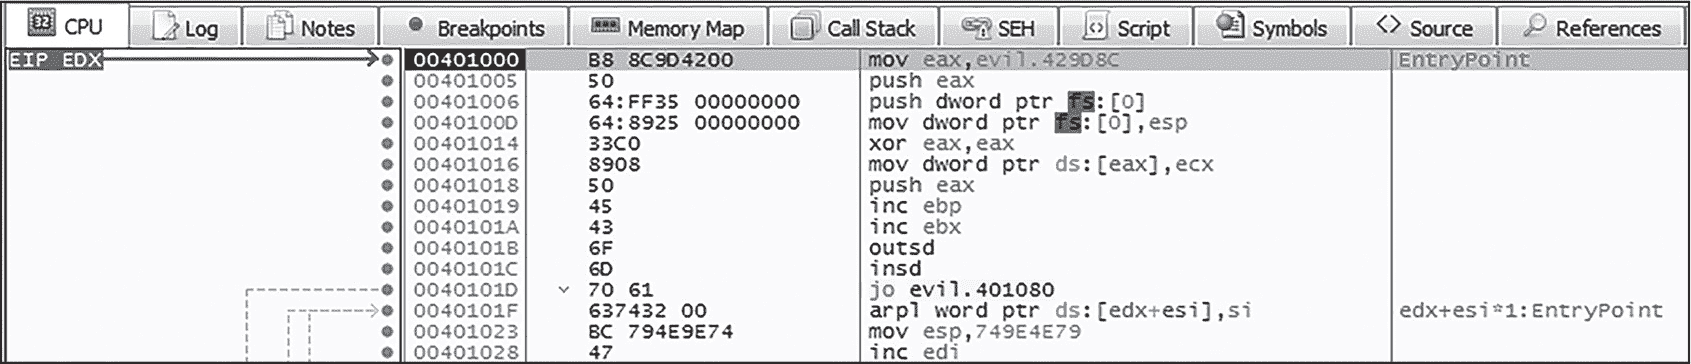 CPU Log Notes Breakpoints Memory Map Call Stack SEH Script Symbols Source References
EIP EDX 00401000 B8 8C9D4200 mov eax,evil.429D8C EntryPoint
00401005 50 push eax
00401006 64:FF35 00000000 push dword ptr fs:[0]
0040100D 64:8925 00000000 mov dword ptr fs:[0],esp
00401014 33C0 xor eax,eax
00401016 8908 mov dword ptr ds:[eax],ecx
00401018 50 push eax
00401019 45 inc ebp
0040101A 43 inc ebx
0040101B 6F outsd
0040101C 6D insd
0040101D 70 61 jo evil.401080
0040101F 637432 00 arpl word ptr ds:[edx+esi],si edx+esi*1:EntryPoint
00401023 BC 794E9E74 mov esp,749E4E79
00401028 47 inc edi